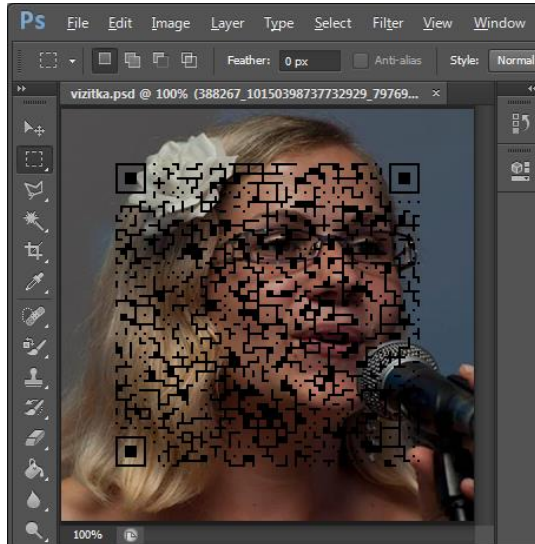 Ps File Edit Image Layer Type Select Filter View Window
Feather: 0 px Anti-alias Style: Normal
vizitka.psd @ 100% (388267_10150398737732929_79769... ×
100%